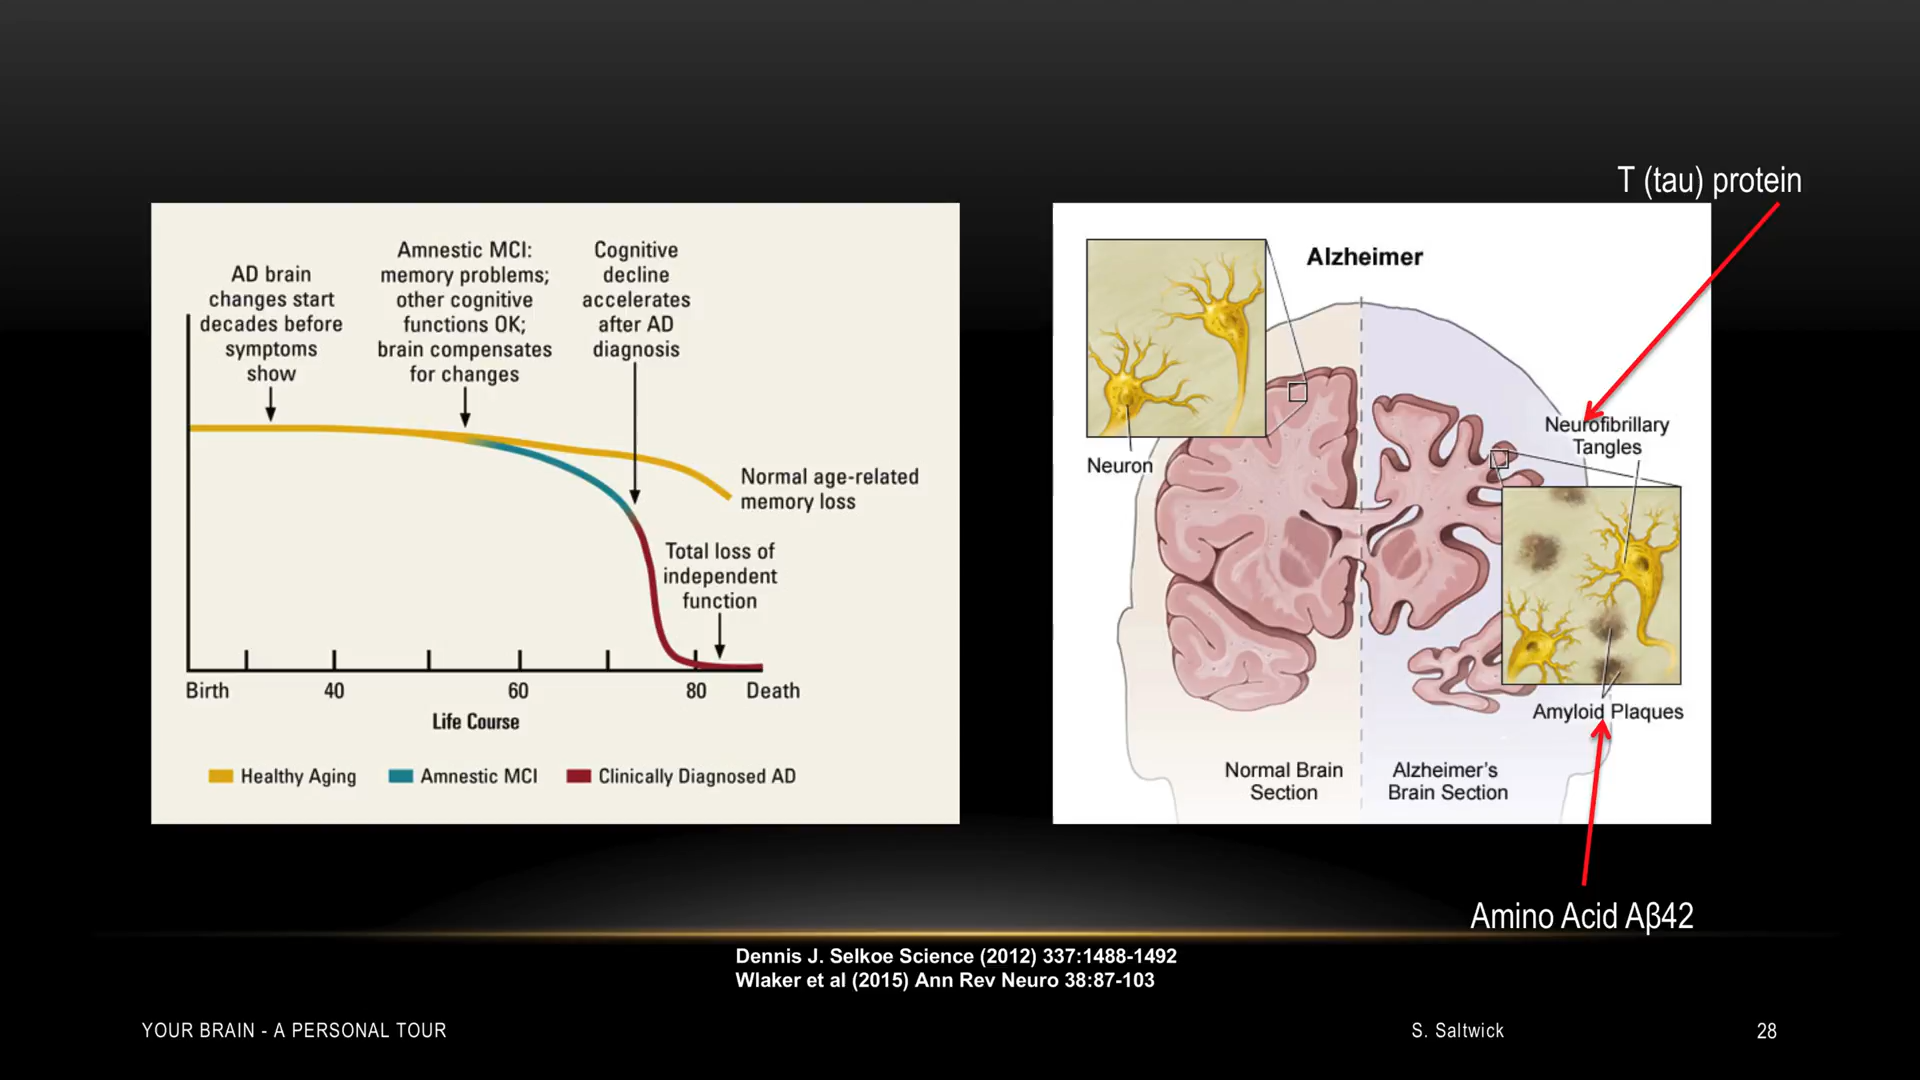 T (tau) protein
AD brain
changes start
decades before
symptoms
show
Amnestic MCI:
memory problems;
other cognitive
functions OK;
brain compensates
for changes
Cognitive
decline
accelerates
after AD
diagnosis
Normal age-related
memory loss
Total loss of
independent
function
Birth 40 60 80 Death
Life Course
Healthy Aging Amnestic MCI Clinically Diagnosed AD
Alzheimer
Neuron
Neurofibrillary
Tangles
Amyloid Plaques
Normal Brain
Section
Alzheimer's
Brain Section
Amino Acid Aβ42
Dennis J. Selkoe Science (2012) 337:1488-1492
Wlaker et al (2015) Ann Rev Neuro 38:87-103
YOUR BRAIN - A PERSONAL TOUR S. Saltwick 28